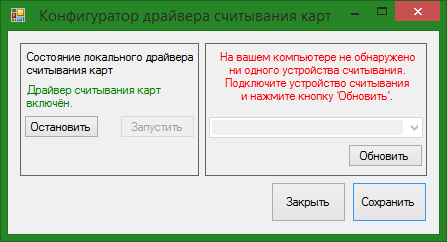 Конфигуратор драйвера считывания карт
Состояние локального драйвера
считывания карт
Драйвер считывания карт
включён.
Остановить
Запустить
На вашем компьютере не обнаружено
ни одного устройства считывания.
Подключите устройство считывания
и нажмите кнопку 'Обновить'.
Обновить
Закрыть
Сохранить